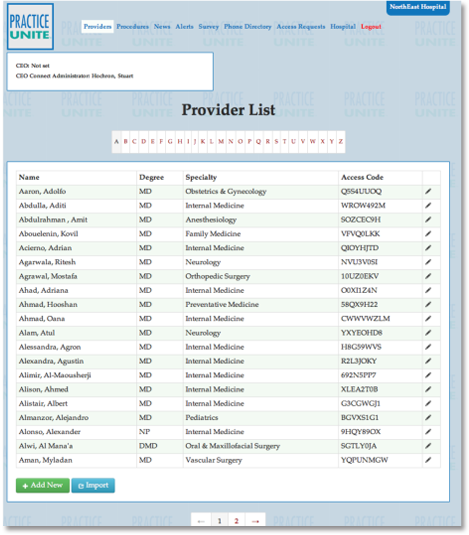 PRACTICE
UNITE
NorthEast Hospital
Providers Procedures News Alerts Survey Phone Directory Access Requests Hospital Logout
CEO: Not set
CEO Connect Administrator: Hochron, Stuart
Provider List
A B C D E F G H I J K L M N O P Q R S T U V W X Y Z
Name Degree Specialty Access Code
Aaron, Adolfo MD Obstetrics & Gynecology Q5S4UUOQ
Abdulla, Aditi MD Internal Medicine WROW492M
Abdulrahman , Amit MD Anesthesiology SOZCEC9H
Abouelenin, Kovil MD Family Medicine VFVQ0LKK
Acierno, Adrian MD Internal Medicine QIOYHJTD
Agarwala, Ritesh MD Neurology NVU3V0SI
Agrawal, Mostafa MD Orthopedic Surgery 10UZ0EKV
Ahad, Adriana MD Internal Medicine O0XI1Z4N
Ahmad, Hooshan MD Preventative Medicine 58QX9H22
Ahmad, Oana MD Internal Medicine CWWVWZLM
Alam, Atul MD Neurology YXYEOHD8
Alessandra, Agron MD Internal Medicine H8G59WVS
Alexandra, Agustin MD Internal Medicine R2L3JOKY
Alimir, Al-Maousherji MD Internal Medicine 692N5PP7
Alison, Ahmed MD Internal Medicine XLEA2T0B
Alistair, Albert MD Internal Medicine G3CGWGJ1
Almanzor, Alejandro MD Pediatrics BGVXS1G1
Alonso, Alexander NP Internal Medicine 9HQY89OX
Alwi, Al Mana'a DMD Oral & Maxillofacial Surgery SGTLY0JA
Aman, Myladan MD Vascular Surgery YQPUNMGW
+ Add New Import
← 1 2 →